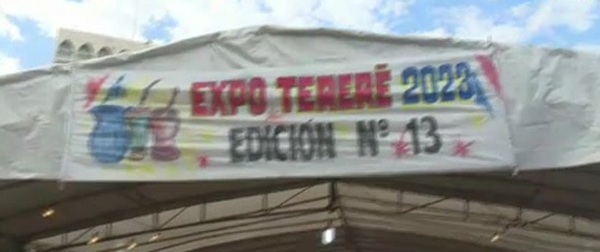 EXPO TERERÉ 2023
EDICIÓN Nº 13